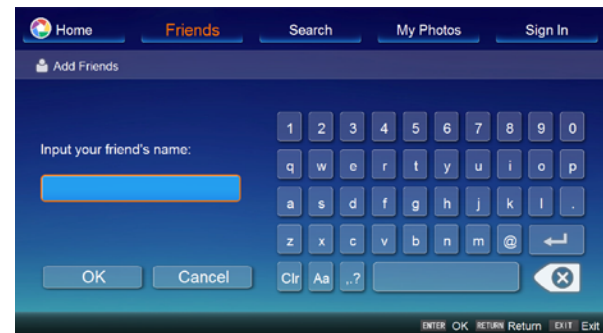 Home Friends Search My Photos Sign In
Add Friends
1 2 3 4 5 6 7 8 9 0
Input your friend's name:
q w e r t y u i o p
a s d f g h j k l .
z x c v b n m @
OK Cancel Clr Aa ,.?
ENTER OK RETURN Return EXIT Exit